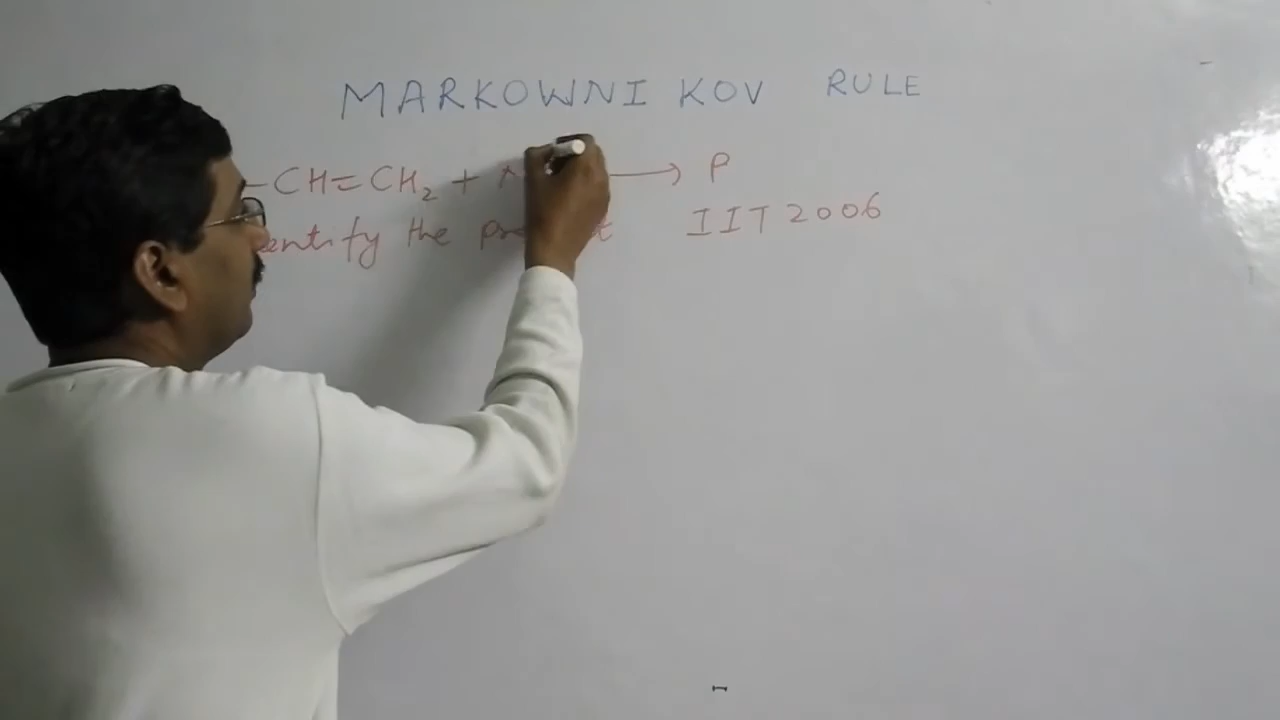 MARKOWNIKOV RULE
-CH=CH₂ + → P
the IIT 2006